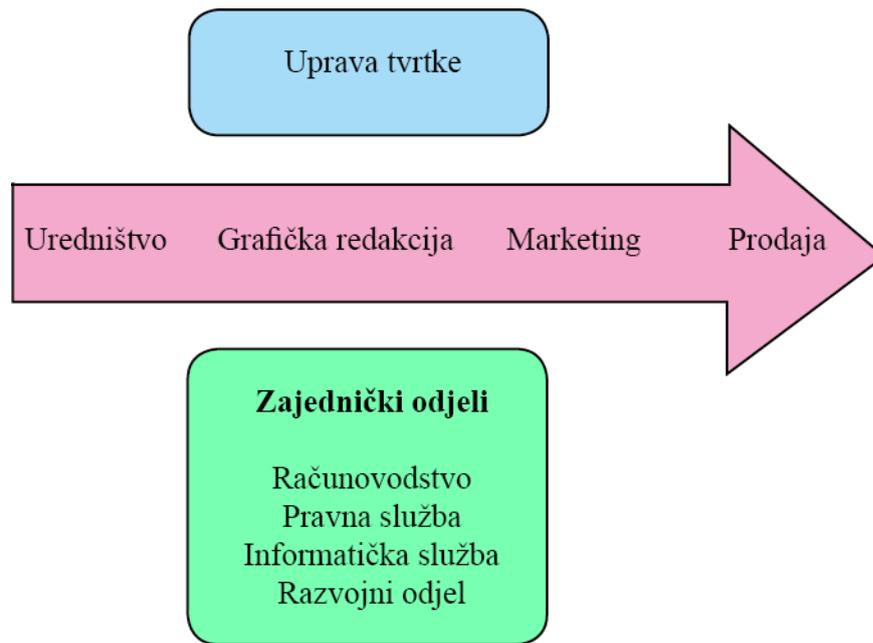 Uprava tvrtke
Uredništvo Grafička redakcija Marketing Prodaja
Zajednički odjeli
Računovodstvo
Pravna služba
Informatička služba
Razvojni odjel